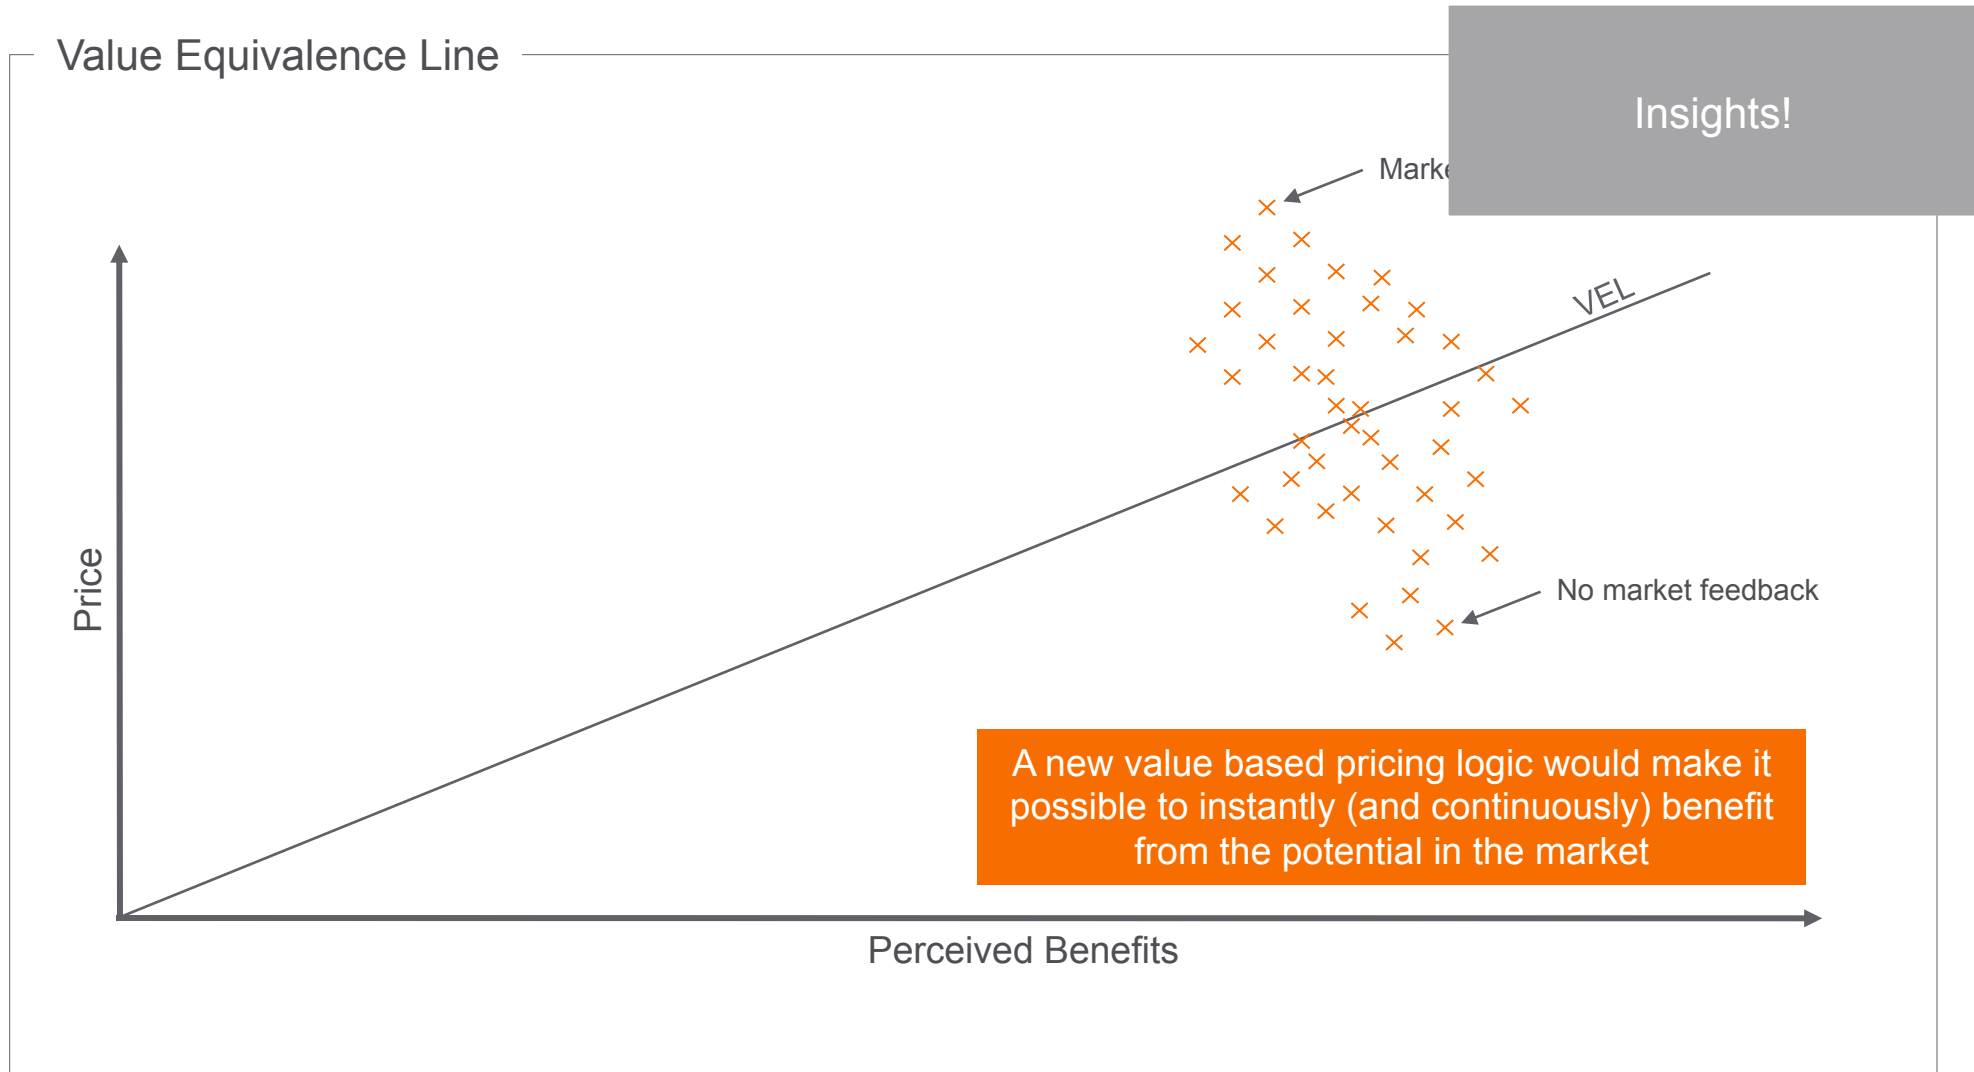 Value Equivalence Line
Insights!
VEL
No market feedback
Price
A new value based pricing logic would make it
possible to instantly (and continuously) benefit
from the potential in the market
Perceived Benefits